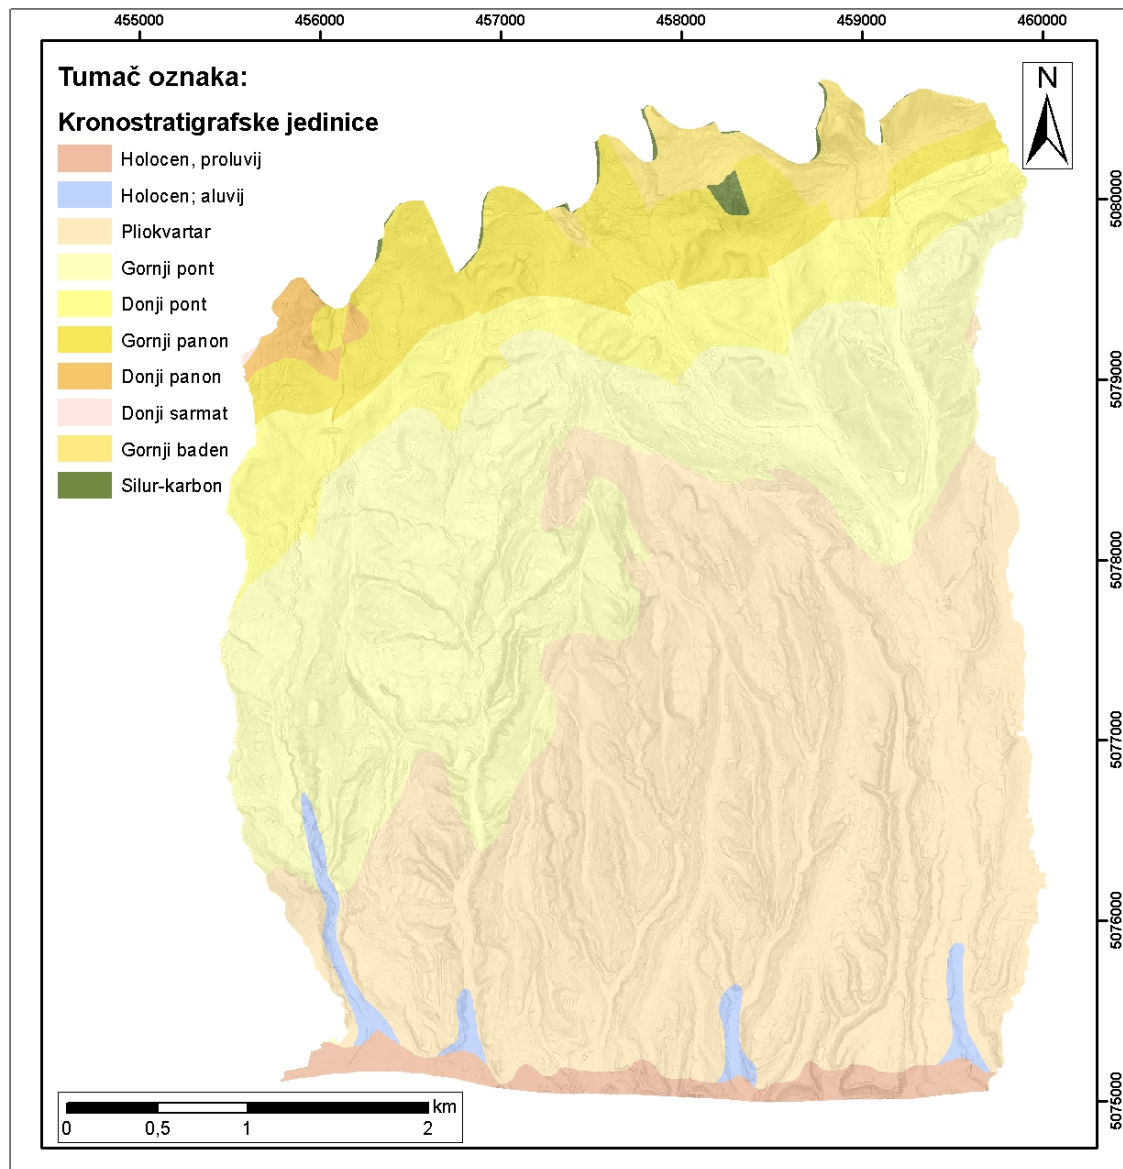 455000 456000 457000 458000 459000 460000
Tumač oznaka:
Kronostratigrafske jedinice
Holocen, proluvij
Holocen; aluvij
Pliokvartar
Gornji pont
Donji pont
Gornji panon
Donji panon
Donji sarmat
Gornji baden
Silur-karbon
N
5080000
5079000
5078000
5077000
5076000
5075000
km
0 0,5 1 2